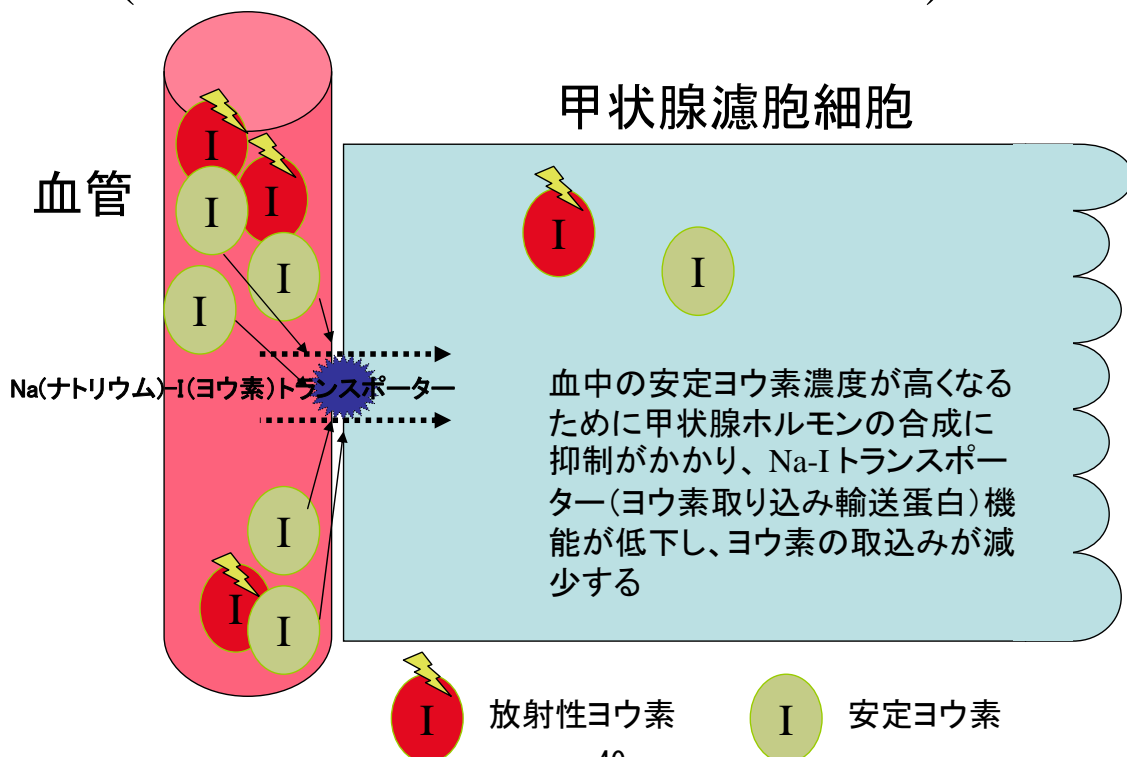 甲状腺濾胞細胞
血管
I
I
I
I
I
I
I
I
Na(ナトリウム)-I(ヨウ素)トランスポーター
血中の安定ヨウ素濃度が高くなる
ために甲状腺ホルモンの合成に
抑制がかかり、Na-Iトランスポー
ター(ヨウ素取り込み輸送蛋白)機
能が低下し、ヨウ素の取込みが減
少する
I
I
I
I 放射性ヨウ素
I 安定ヨウ素